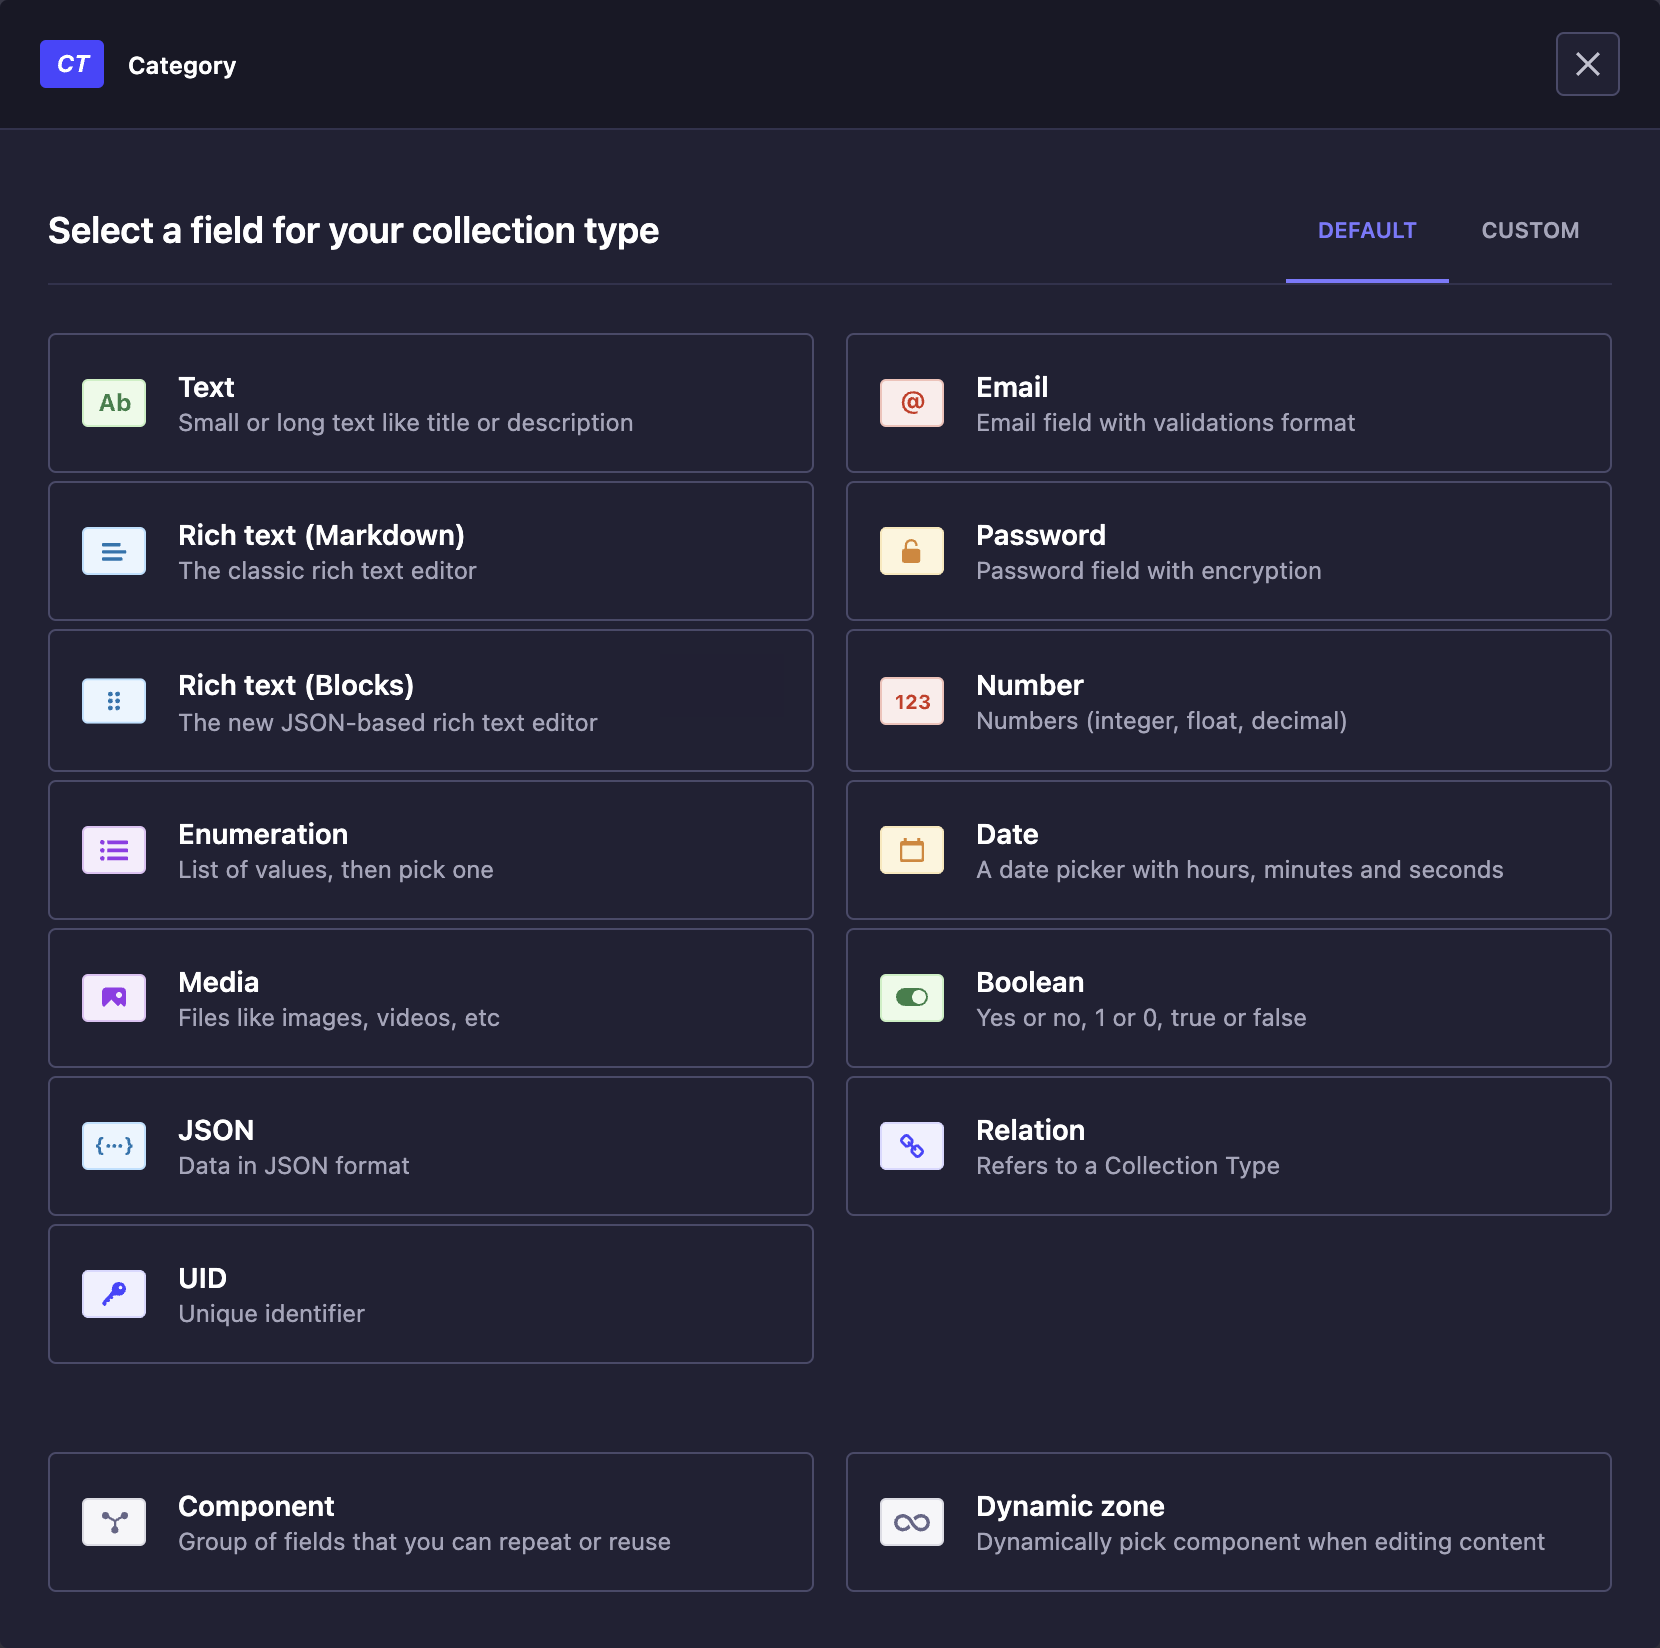 CT
Category
Select a field for your collection type
DEFAULT
CUSTOM
Ab
Text
Small or long text like title or description
@
Email
Email field with validations format
Rich text (Markdown)
The classic rich text editor
Password
Password field with encryption
Rich text (Blocks)
The new JSON-based rich text editor
123
Number
Numbers (integer, float, decimal)
Enumeration
List of values, then pick one
Date
A date picker with hours, minutes and seconds
Media
Files like images, videos, etc
Boolean
Yes or no, 1 or 0, true or false
{···}
JSON
Data in JSON format
Relation
Refers to a Collection Type
UID
Unique identifier
Component
Group of fields that you can repeat or reuse
Dynamic zone
Dynamically pick component when editing content